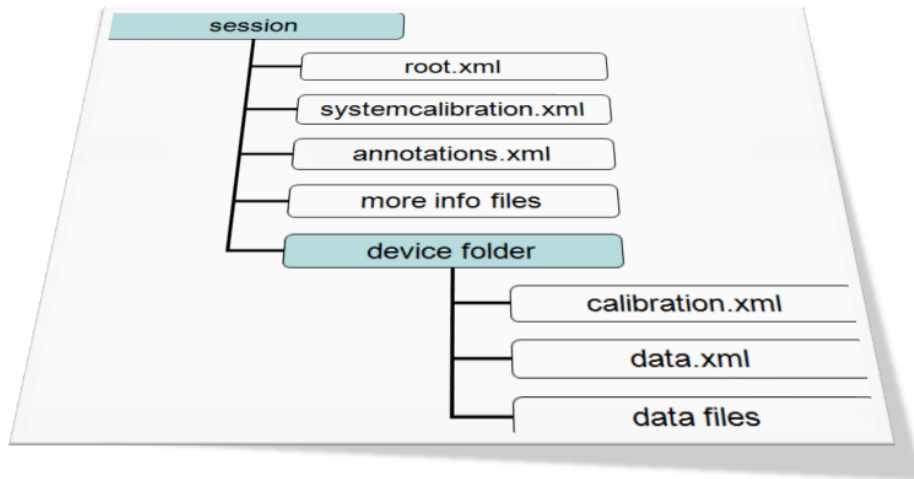 session
root.xml
systemcalibration.xml
annotations.xml
more info files
device folder
calibration.xml
data.xml
data files